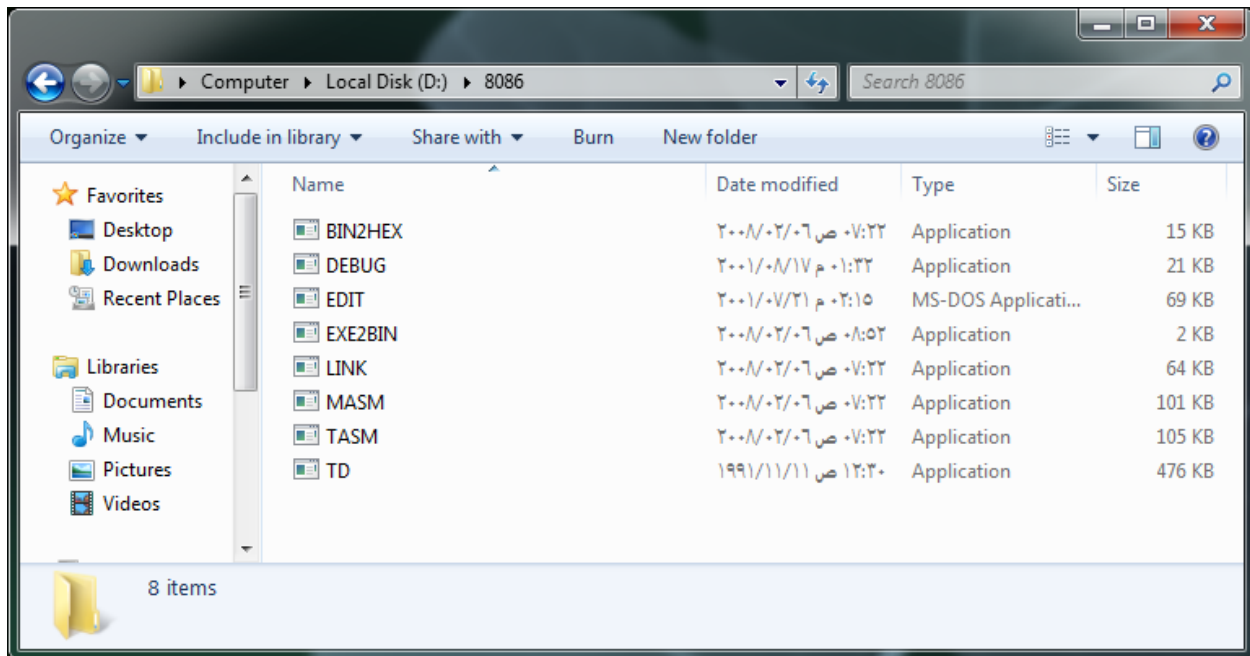 Computer Local Disk (D:) 8086 Search 8086
Organize Include in library Share with Burn New folder
Favorites
Desktop
Downloads
Recent Places
Libraries
Documents
Music
Pictures
Videos
Name Date modified Type Size
BIN2HEX ٢٠٠٨/٠٢/٠٦ ص ٠٧:٢٢ Application 15 KB
DEBUG ٢٠٠١/٠٨/١٧ م ٠١:٣٢ Application 21 KB
EDIT ٢٠٠١/٠٧/٢١ م ٠٢:١٥ MS-DOS Applicati... 69 KB
EXE2BIN ٢٠٠٨/٠٢/٠٦ ص ٠٨:٥٢ Application 2 KB
LINK ٢٠٠٨/٠٢/٠٦ ص ٠٧:٢٢ Application 64 KB
MASM ٢٠٠٨/٠٢/٠٦ ص ٠٧:٢٢ Application 101 KB
TASM ٢٠٠٨/٠٢/٠٦ ص ٠٧:٢٢ Application 105 KB
TD ١٩٩١/١١/١١ ص ١٢:٣٠ Application 476 KB
8 items